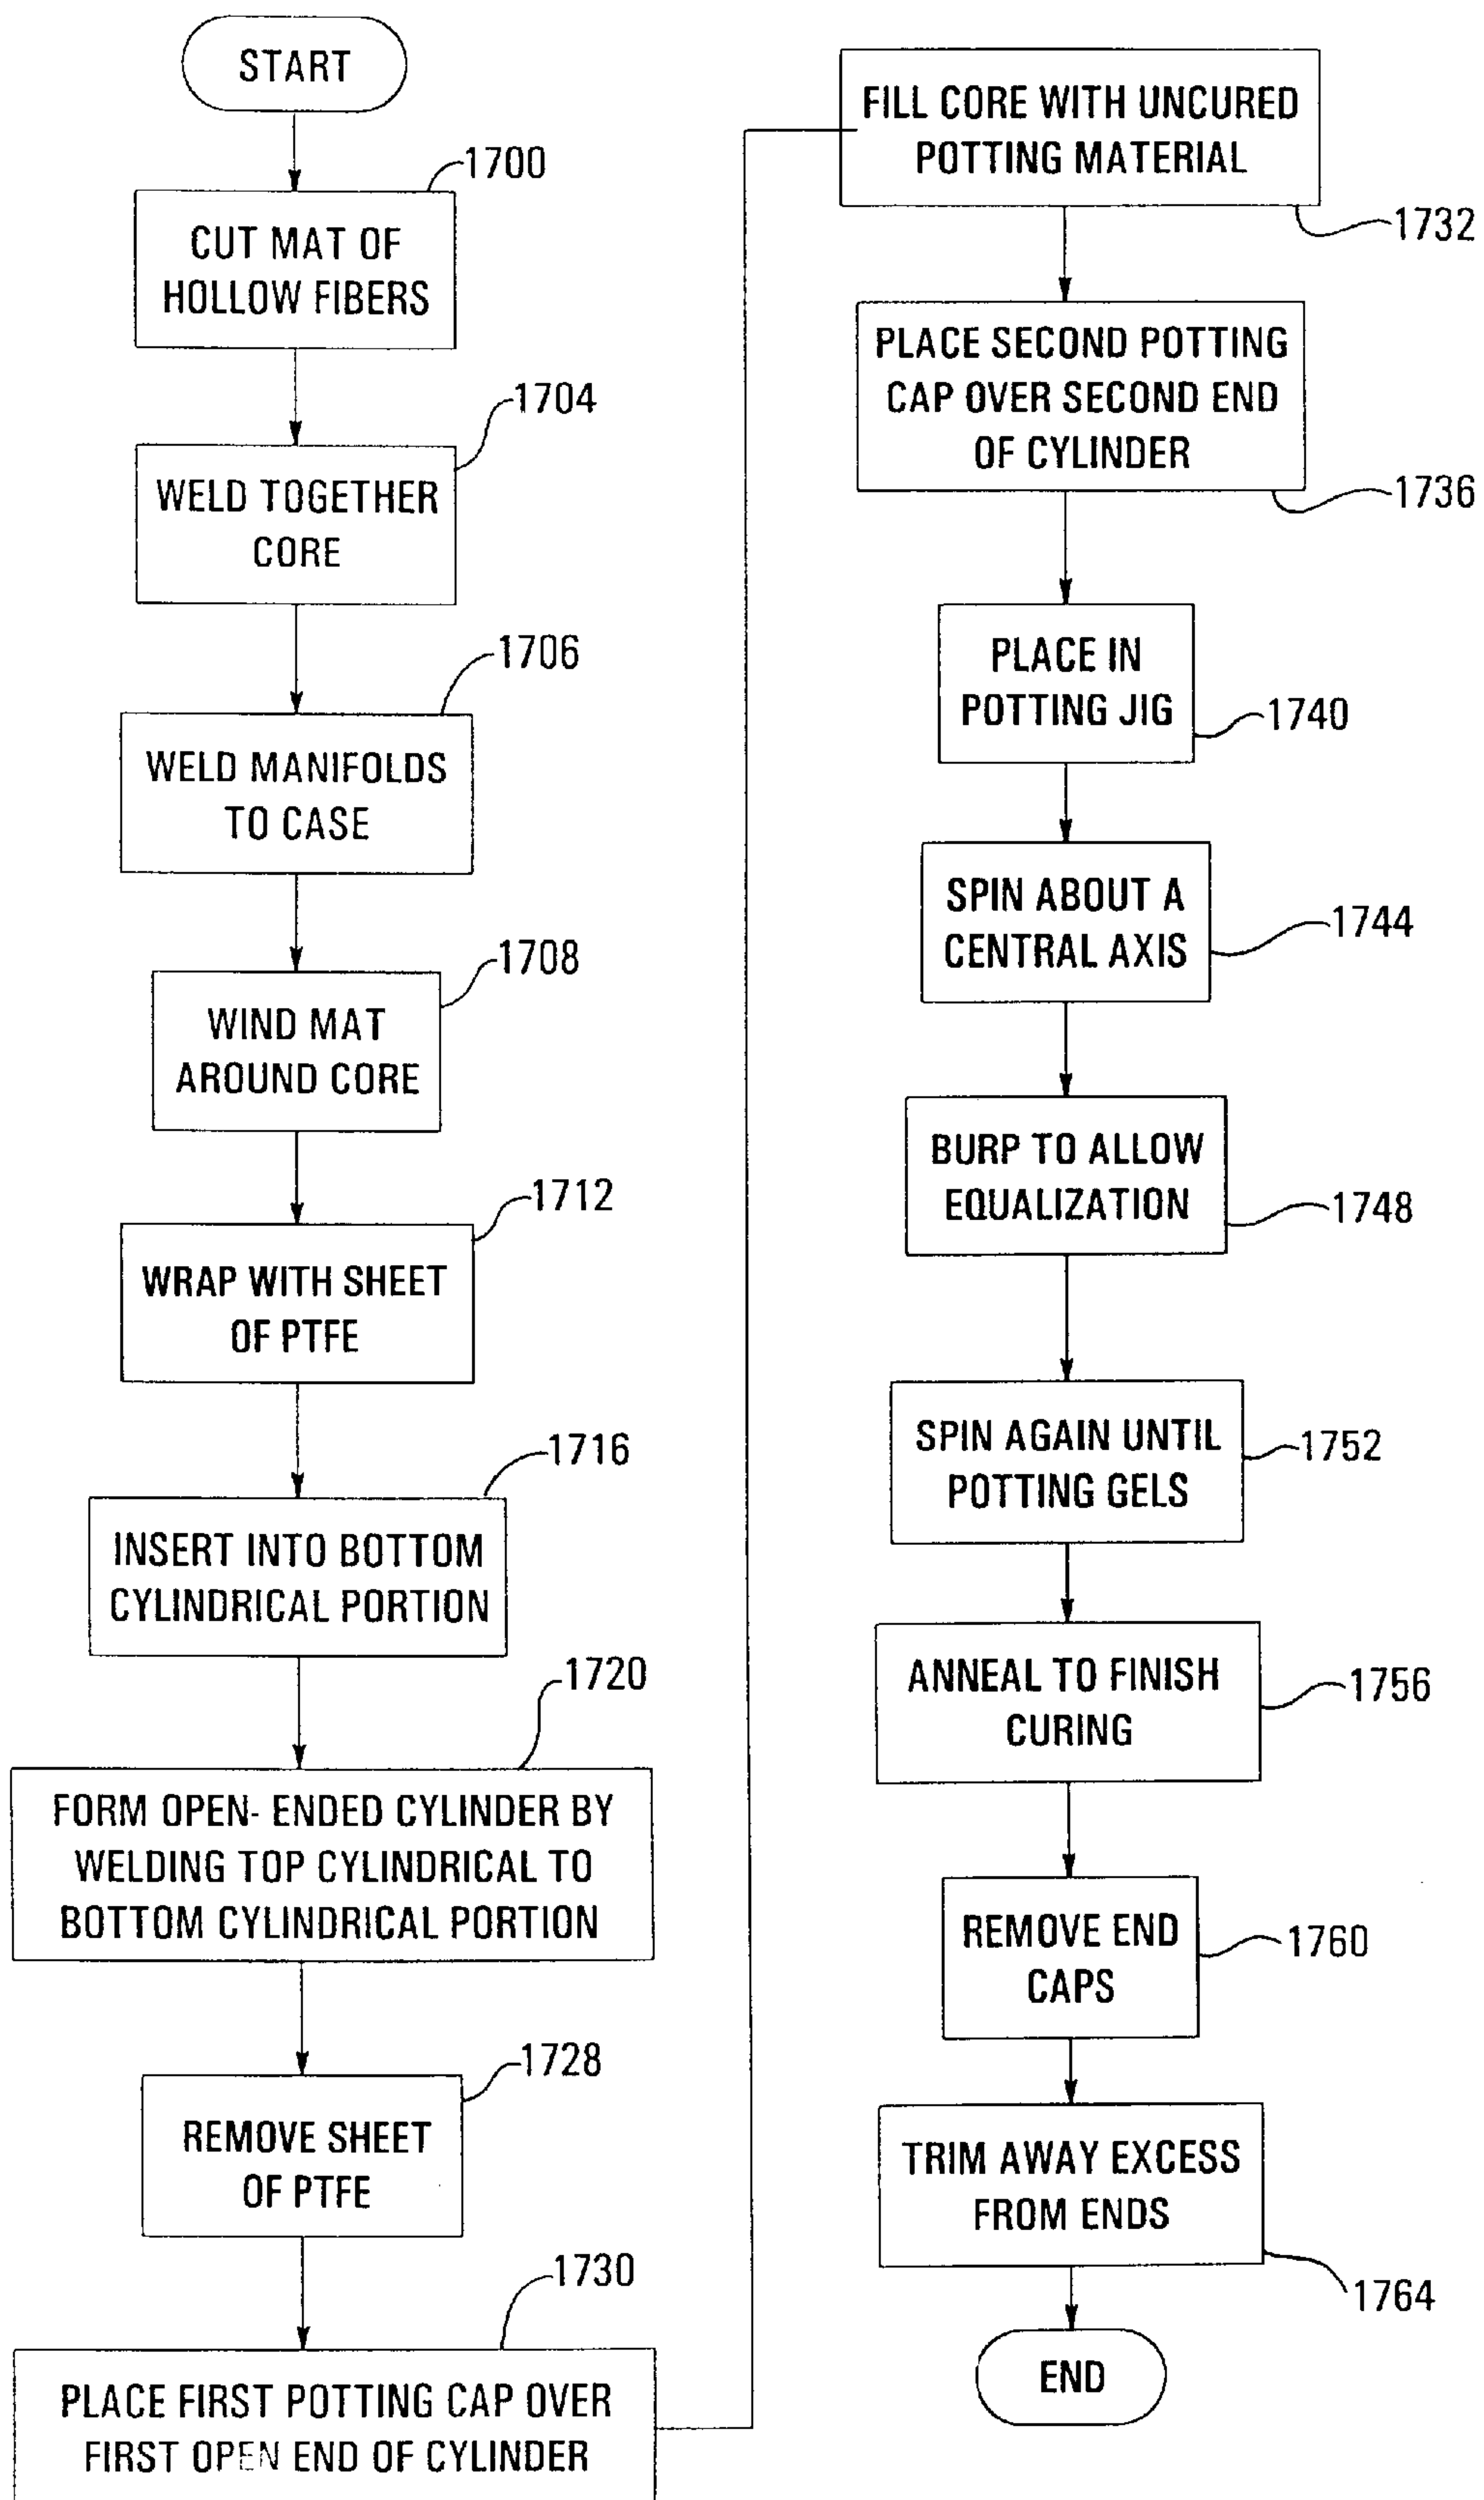 START
1700
CUT MAT OF
HOLLOW FIBERS
1704
WELD TOGETHER
CORE
1706
WELD MANIFOLDS
TO CASE
1708
WIND MAT
AROUND CORE
1712
WRAP WITH SHEET
OF PTFE
1716
INSERT INTO BOTTOM
CYLINDRICAL PORTION
1720
FORM OPEN- ENDED CYLINDER BY
WELDING TOP CYLINDRICAL TO
BOTTOM CYLINDRICAL PORTION
1728
REMOVE SHEET
OF PTFE
1730
PLACE FIRST POTTING CAP OVER
FIRST OPEN END OF CYLINDER
FILL CORE WITH UNCURED
POTTING MATERIAL
1732
PLACE SECOND POTTING
CAP OVER SECOND END
OF CYLINDER
1736
PLACE IN
POTTING JIG
1740
SPIN ABOUT A
CENTRAL AXIS
1744
BURP TO ALLOW
EQUALIZATION
1748
SPIN AGAIN UNTIL
POTTING GELS
1752
ANNEAL TO FINISH
CURING
1756
REMOVE END
CAPS
1760
TRIM AWAY EXCESS
FROM ENDS
1764
END